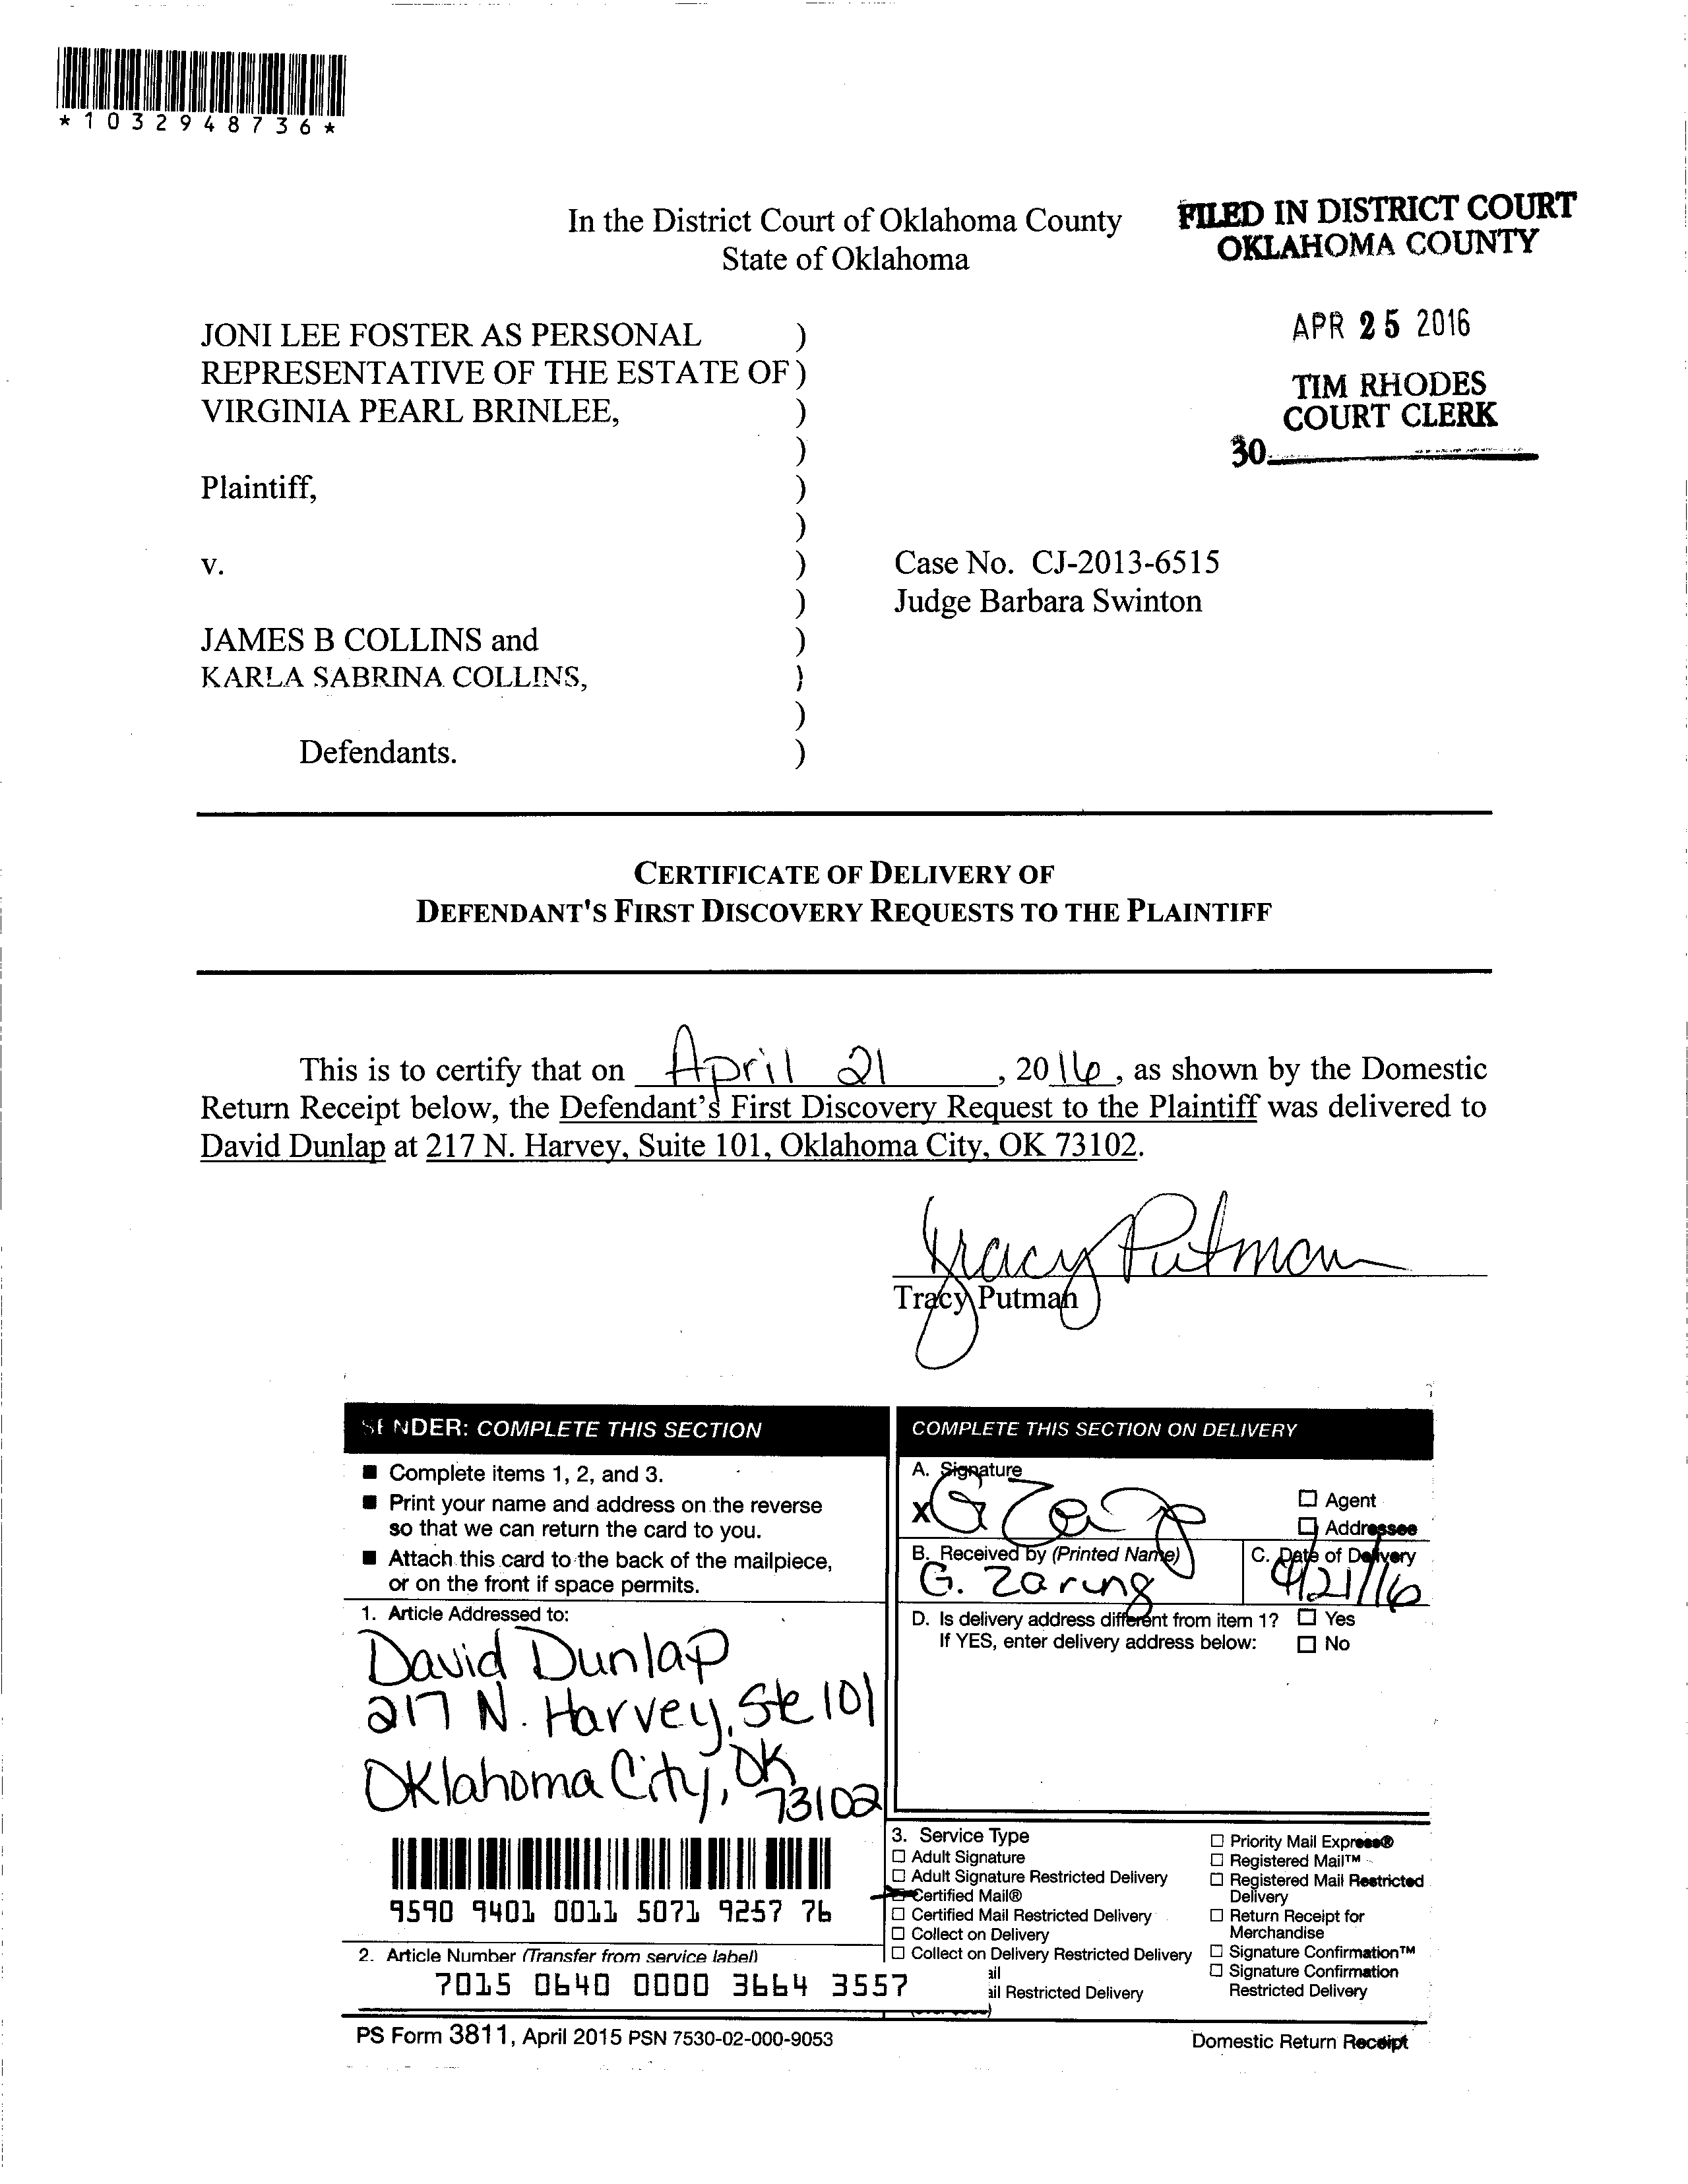 *1032948736*
In the District Court of Oklahoma County
State of Oklahoma
FILED IN DISTRICT COURT
OKLAHOMA COUNTY
APR 25 2016
TIM RHODES
COURT CLERK
30
JONI LEE FOSTER AS PERSONAL )
REPRESENTATIVE OF THE ESTATE OF )
VIRGINIA PEARL BRINLEE, )
)
Plaintiff, )
)
v. )
)
JAMES B COLLINS and )
KARLA SABRINA COLLINS, )
)
Defendants. )
Case No. CJ-2013-6515
Judge Barbara Swinton
CERTIFICATE OF DELIVERY OF
DEFENDANT'S FIRST DISCOVERY REQUESTS TO THE PLAINTIFF
This is to certify that on April 21, 2016, as shown by the Domestic
Return Receipt below, the Defendant's First Discovery Request to the Plaintiff was delivered to
David Dunlap at 217 N. Harvey, Suite 101, Oklahoma City, OK 73102.
Tracy Putman
Tracy Putman
SENDER: COMPLETE THIS SECTION
■ Complete items 1, 2, and 3.
■ Print your name and address on the reverse
so that we can return the card to you.
■ Attach this card to the back of the mailpiece,
or on the front if space permits.
1. Article Addressed to:
David Dunlap
217 N. Harvey, Ste 101
Oklahoma City, OK
73102
9590 9401 0011 5071 9257 76
2. Article Number (Transfer from service label)
7015 0640 0000 3664 3557
COMPLETE THIS SECTION ON DELIVERY
A. Signature
X G Zaring
☐ Agent
☐ Addressee
B. Received by (Printed Name)
G. Zaring
C. Date of Delivery
4/21/16
D. Is delivery address different from item 1? ☐ Yes
If YES, enter delivery address below: ☐ No
3. Service Type
☐ Adult Signature
☐ Adult Signature Restricted Delivery
Certified Mail®
☐ Certified Mail Restricted Delivery
☐ Collect on Delivery
☐ Collect on Delivery Restricted Delivery
ail
ail Restricted Delivery
☐ Priority Mail Express®
☐ Registered Mail™
☐ Registered Mail Restricted
Delivery
☐ Return Receipt for
Merchandise
☐ Signature Confirmation™
☐ Signature Confirmation
Restricted Delivery
PS Form 3811, April 2015 PSN 7530-02-000-9053
Domestic Return Receipt